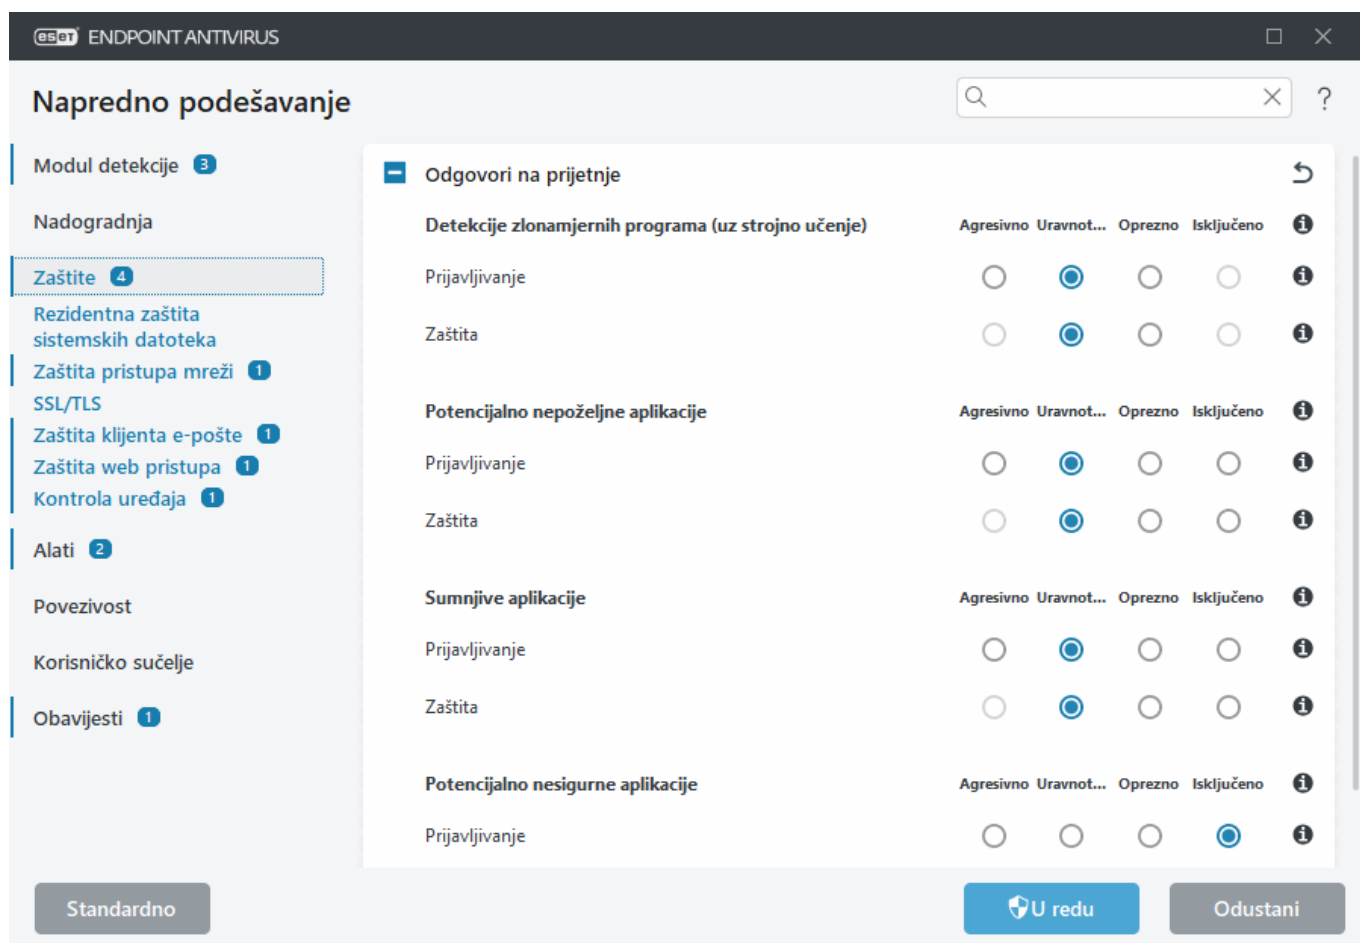 eset ENDPOINT ANTIVIRUS
Napredno podešavanje
?
Modul detekcije 3
Nadogradnja
Zaštite 4
Rezidentna zaštita
sistemskih datoteka
Zaštita pristupa mreži 1
SSL/TLS
Zaštita klijenta e-pošte 1
Zaštita web pristupa 1
Kontrola uređaja 1
Alati 2
Povezivost
Korisničko sučelje
Obavijesti 1
Odgovori na prijetnje
Detekcije zlonamjernih programa (uz strojno učenje) Agresivno Uravnot... Oprezno Isključeno
Prijavljivanje
Zaštita
Potencijalno nepoželjne aplikacije Agresivno Uravnot... Oprezno Isključeno
Prijavljivanje
Zaštita
Sumnjive aplikacije Agresivno Uravnot... Oprezno Isključeno
Prijavljivanje
Zaštita
Potencijalno nesigurne aplikacije Agresivno Uravnot... Oprezno Isključeno
Prijavljivanje
Standardno U redu Odustani